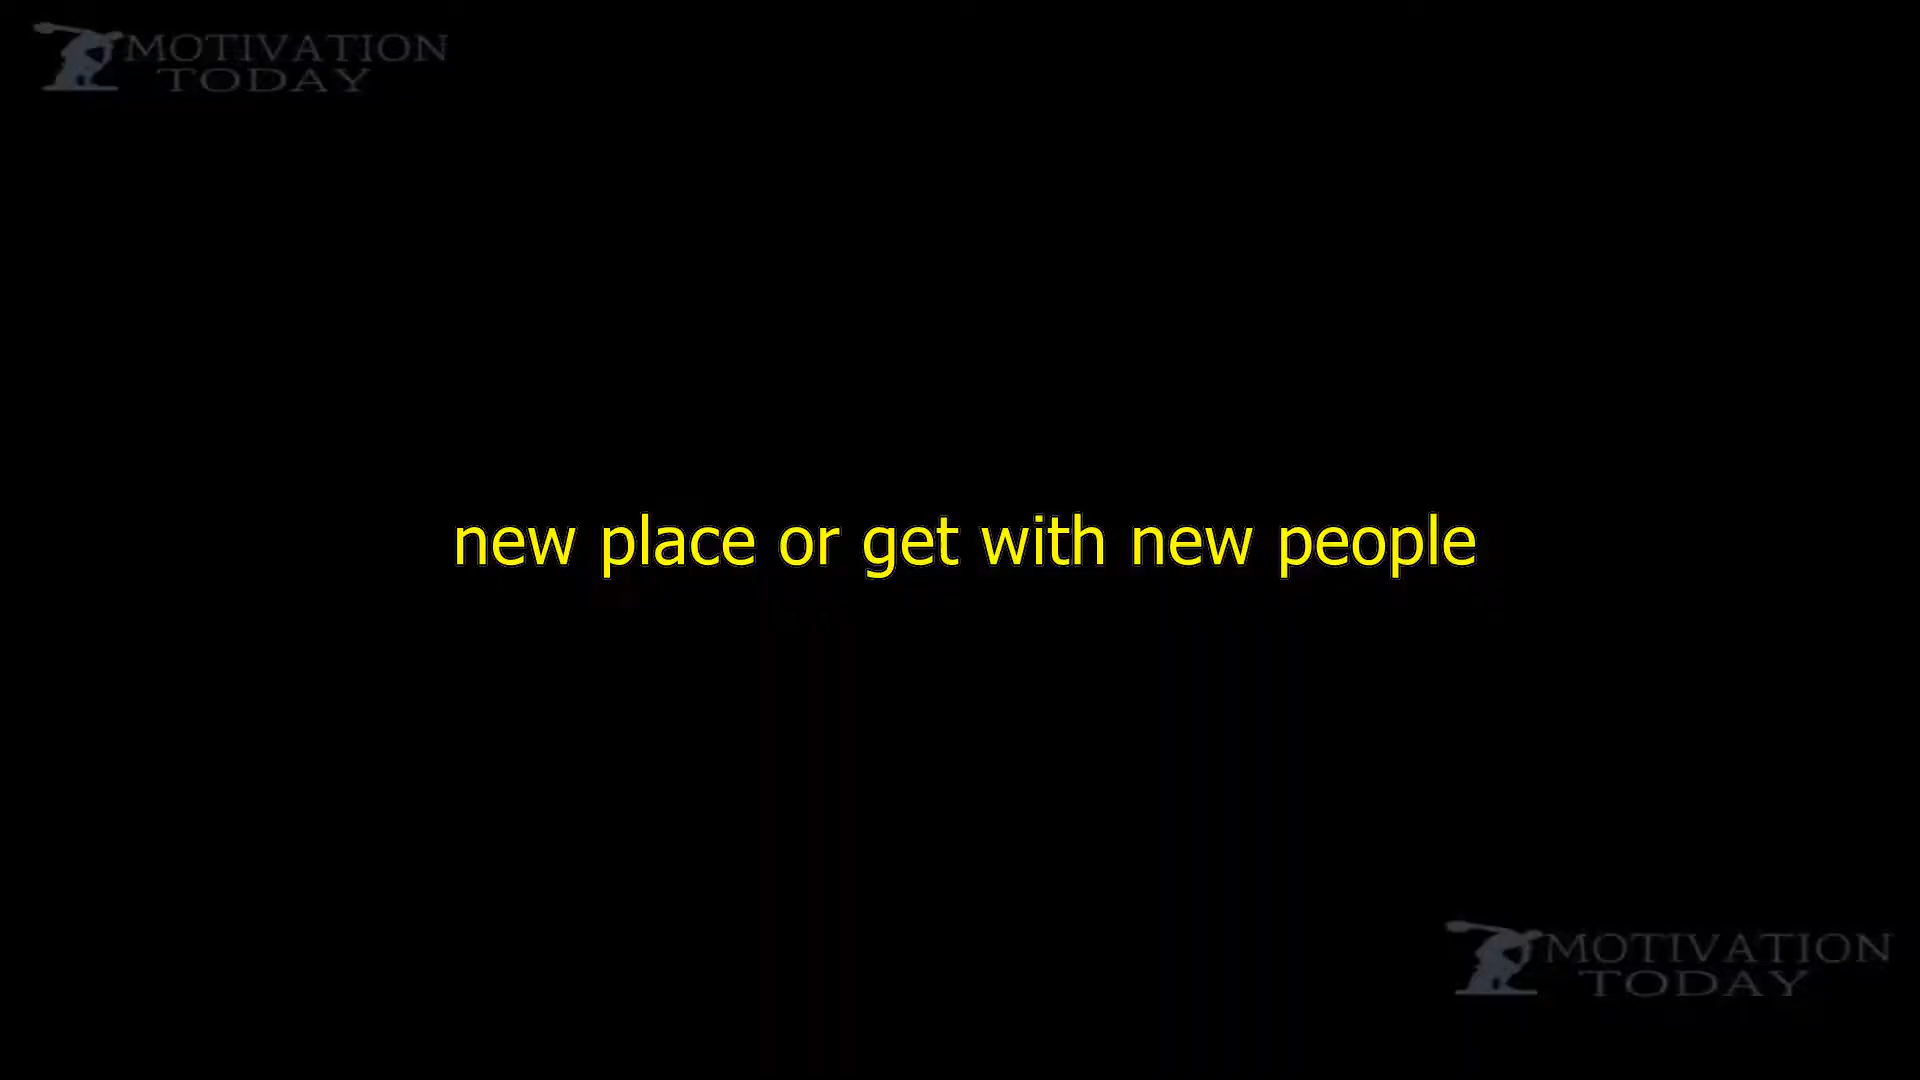 MOTIVATION
TODAY
new place or get with new people
MOTIVATION
TODAY